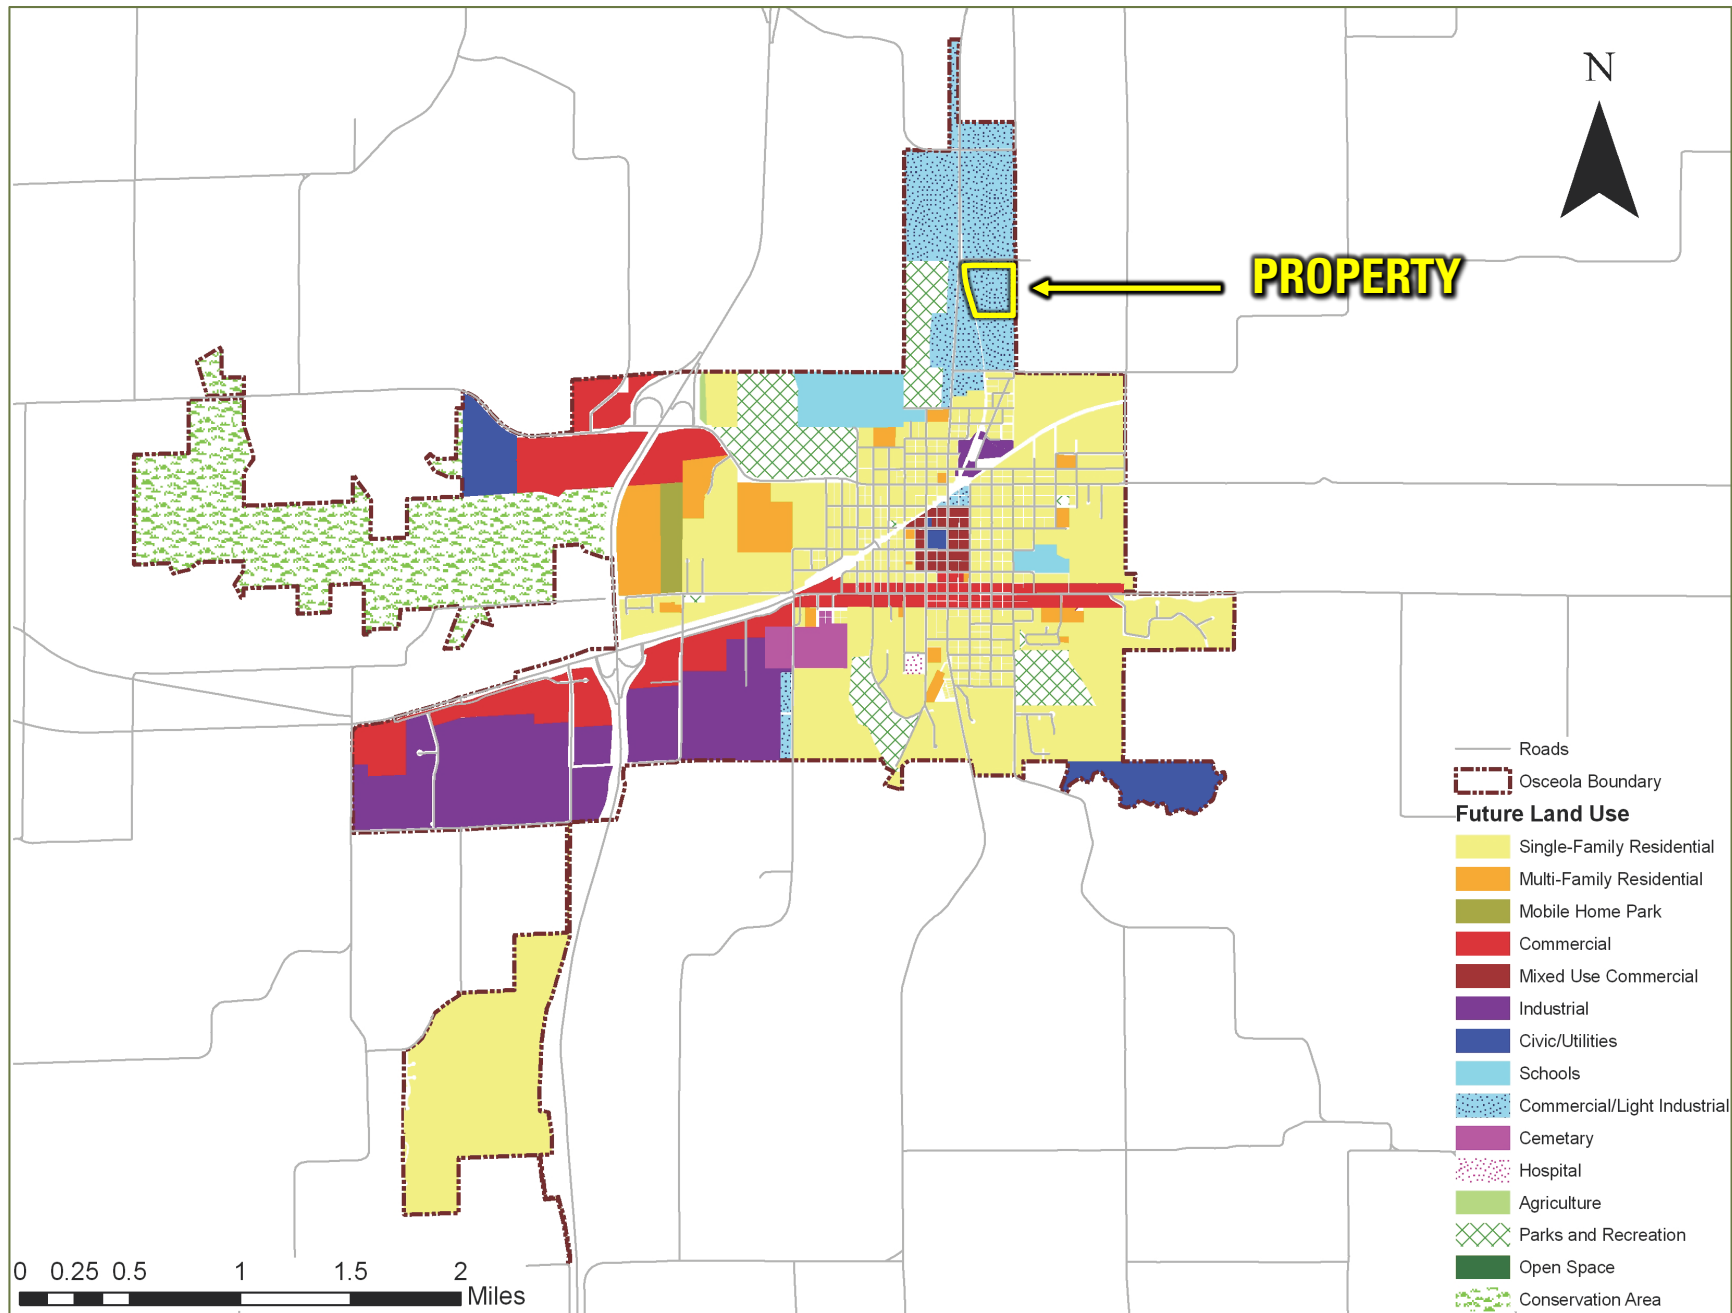 N
PROPERTY
Roads
Osceola Boundary
Future Land Use
Single-Family Residential
Multi-Family Residential
Mobile Home Park
Commercial
Mixed Use Commercial
Industrial
Civic/Utilities
Schools
Commercial/Light Industrial
Cemetary
Hospital
Agriculture
Parks and Recreation
Open Space
Conservation Area
0 0.25 0.5 1 1.5 2
Miles